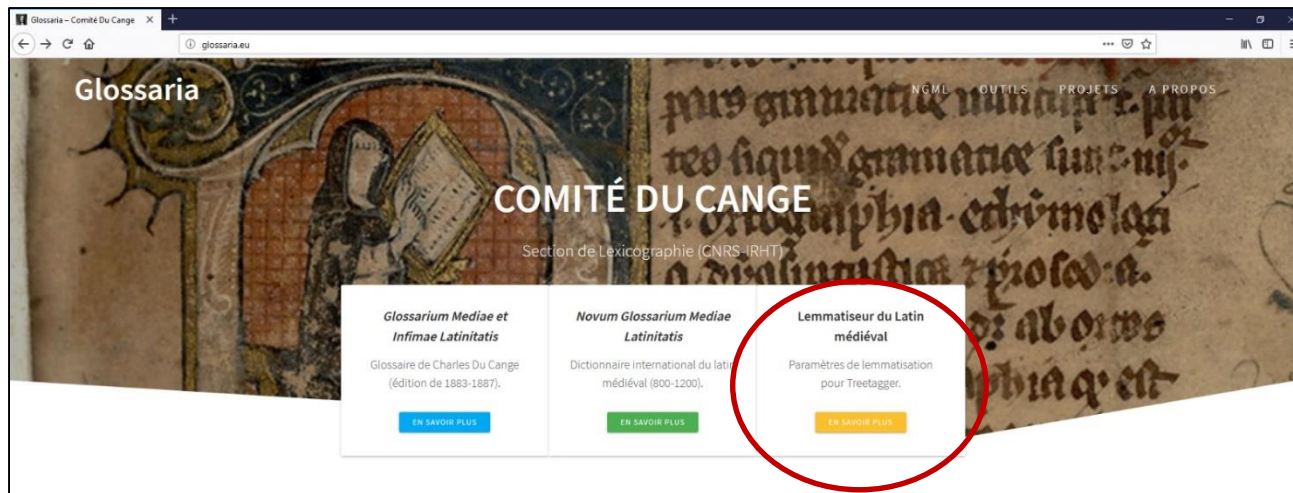 Glossaria – Comité Du Cange
glossaria.eu
Glossaria
NGML OUTILS PROJETS A PROPOS
COMITÉ DU CANGE
Section de Lexicographie (CNRS-IRHT)
Glossarium Mediae et
Infimae Latinitatis
Glossaire de Charles Du Cange
(édition de 1883-1887).
EN SAVOIR PLUS
Novum Glossarium Mediae
Latinitatis
Dictionnaire international du latin
médiéval (800-1200).
EN SAVOIR PLUS
Lemmatiseur du Latin
médiéval
Paramètres de lemmatisation
pour Treetagger.
EN SAVOIR PLUS